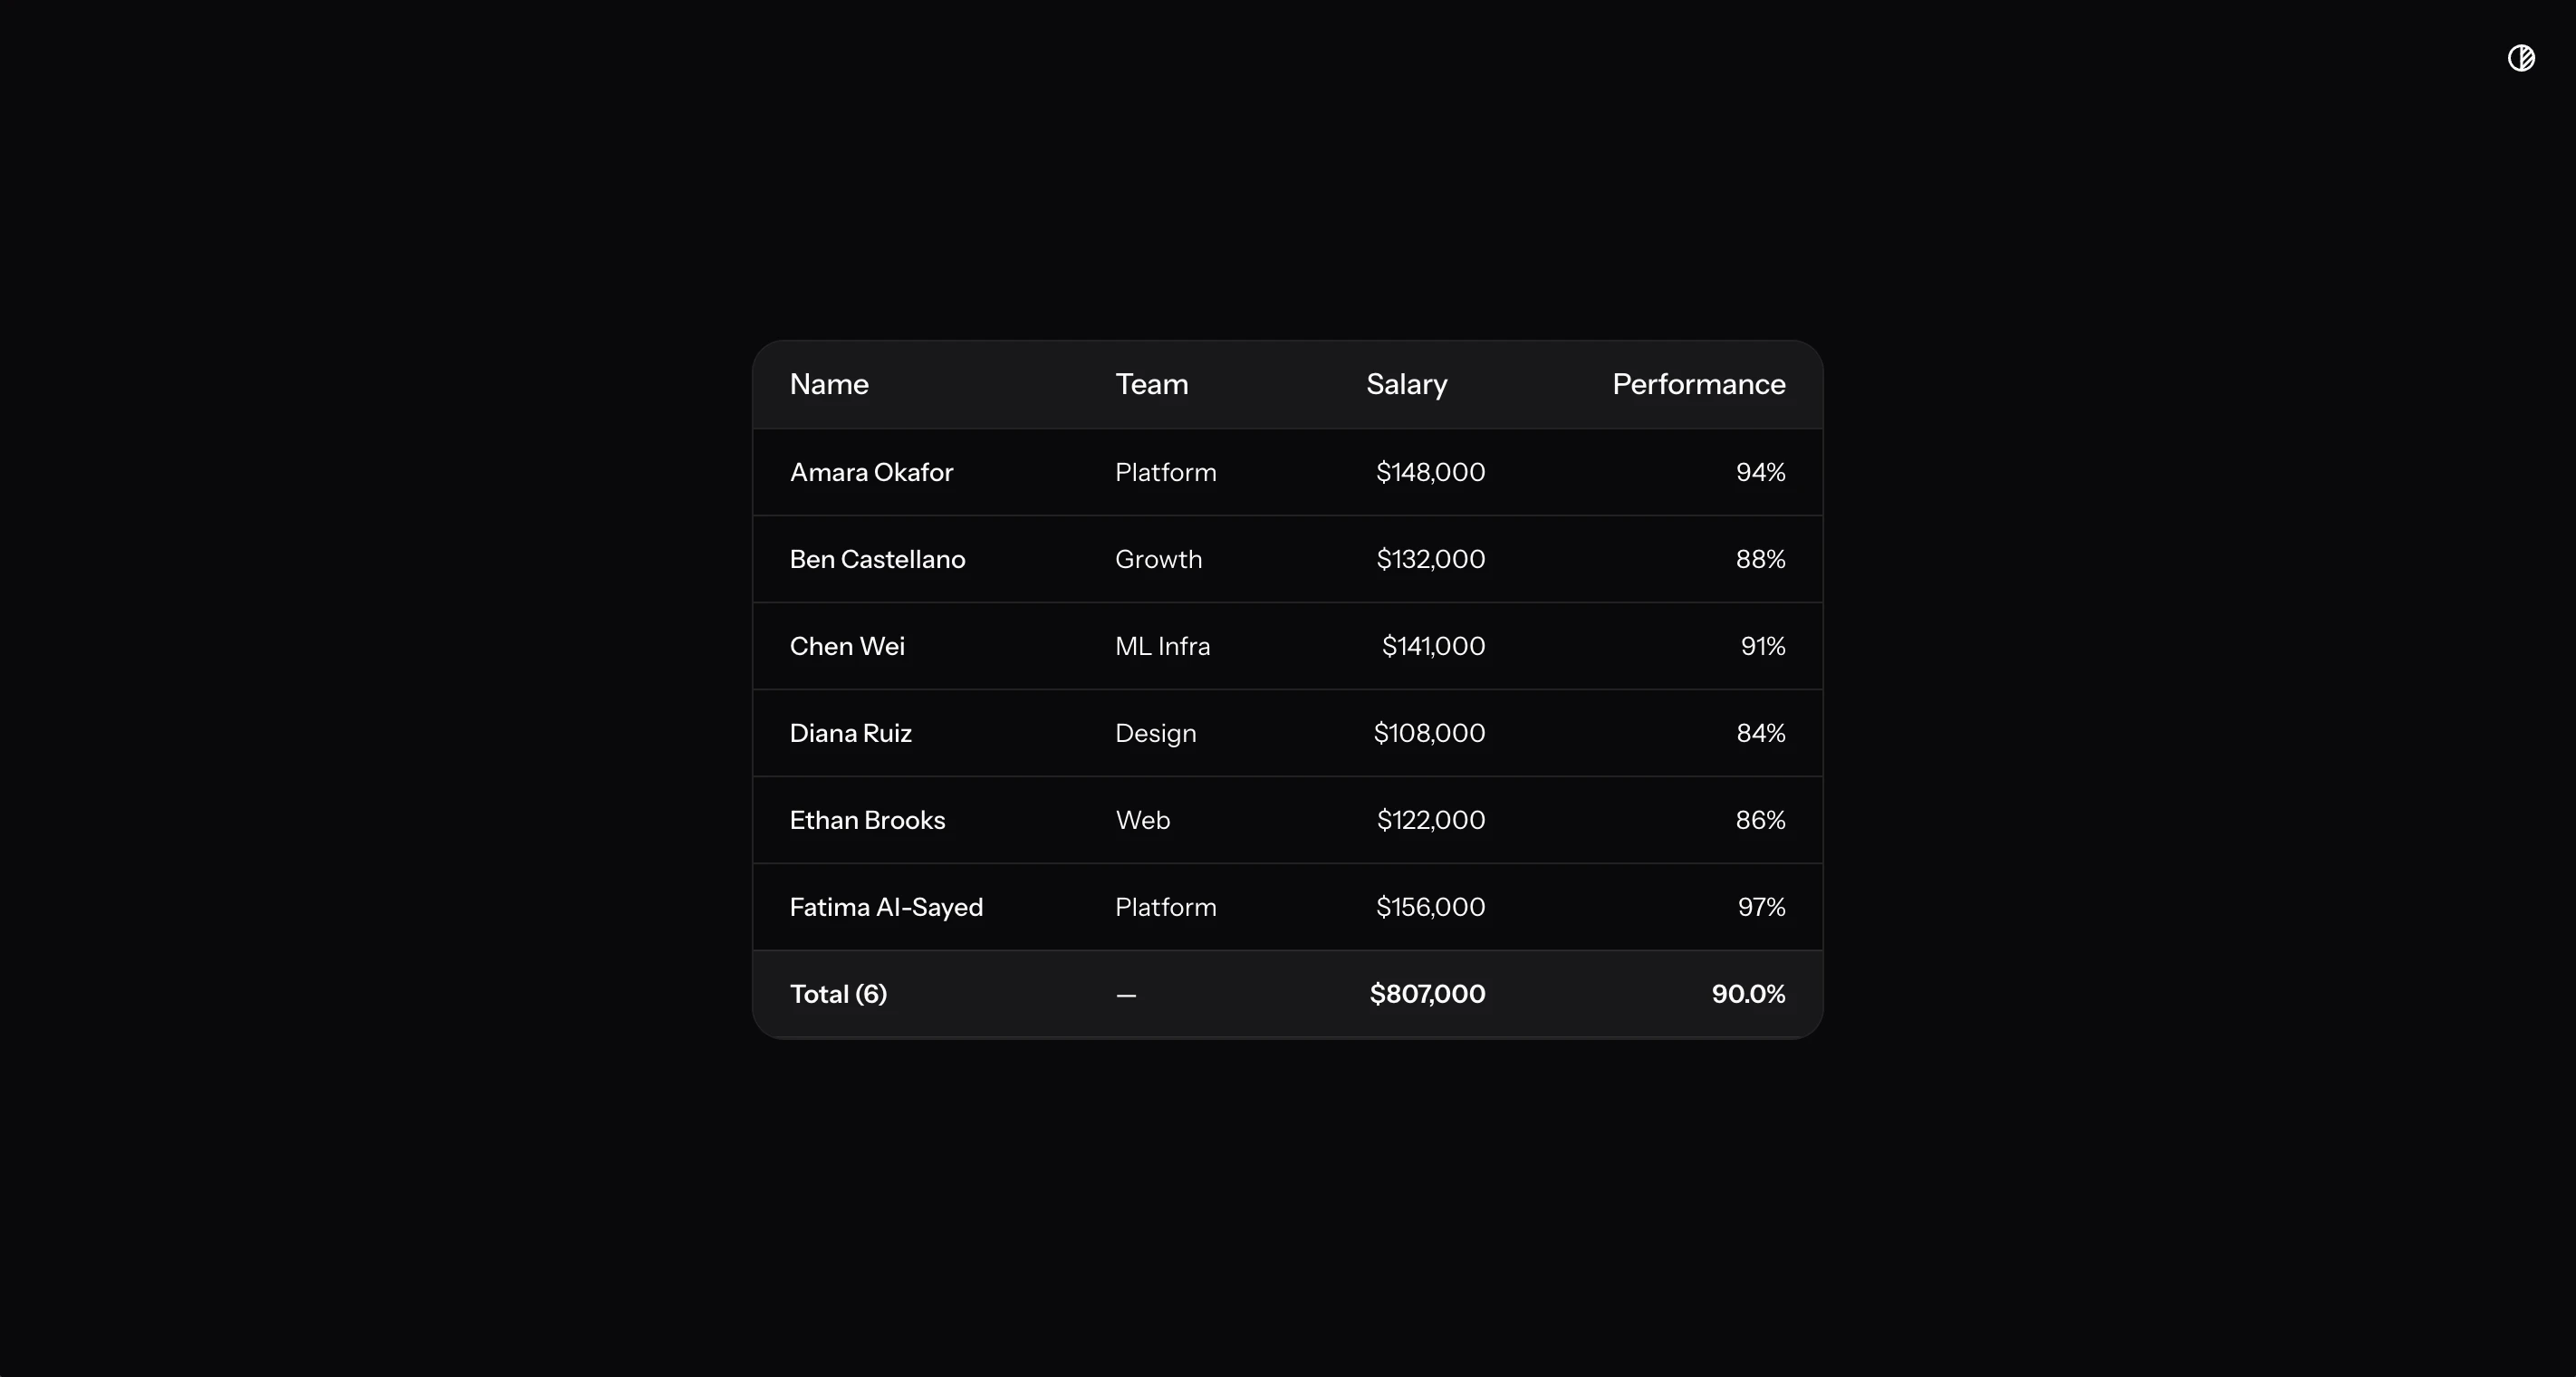 Name Team Salary Performance
Amara Okafor Platform $148,000 94%
Ben Castellano Growth $132,000 88%
Chen Wei ML Infra $141,000 91%
Diana Ruiz Design $108,000 84%
Ethan Brooks Web $122,000 86%
Fatima Al-Sayed Platform $156,000 97%
Total (6) — $807,000 90.0%